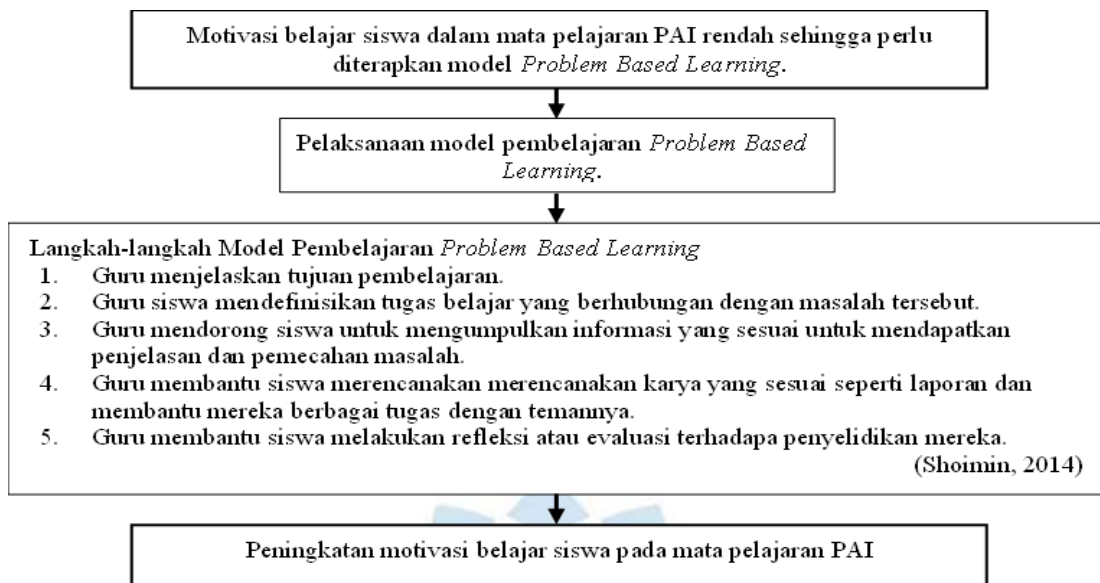 Motivasi belajar siswa dalam mata pelajaran PAI rendah sehingga perlu
diterapkan model Problem Based Learning.
Pelaksanaan model pembelajaran Problem Based
Learning.
Langkah-langkah Model Pembelajaran Problem Based Learning
1. Guru menjelaskan tujuan pembelajaran.
2. Guru siswa mendefinisikan tugas belajar yang berhubungan dengan masalah tersebut.
3. Guru mendorong siswa untuk mengumpulkan informasi yang sesuai untuk mendapatkan
penjelasan dan pemecahan masalah.
4. Guru membantu siswa merencanakan merencanakan karya yang sesuai seperti laporan dan
membantu mereka berbagai tugas dengan temannya.
5. Guru membantu siswa melakukan refleksi atau evaluasi terhadapa penyelidikan mereka.
(Shoimin, 2014)
Peningkatan motivasi belajar siswa pada mata pelajaran PAI